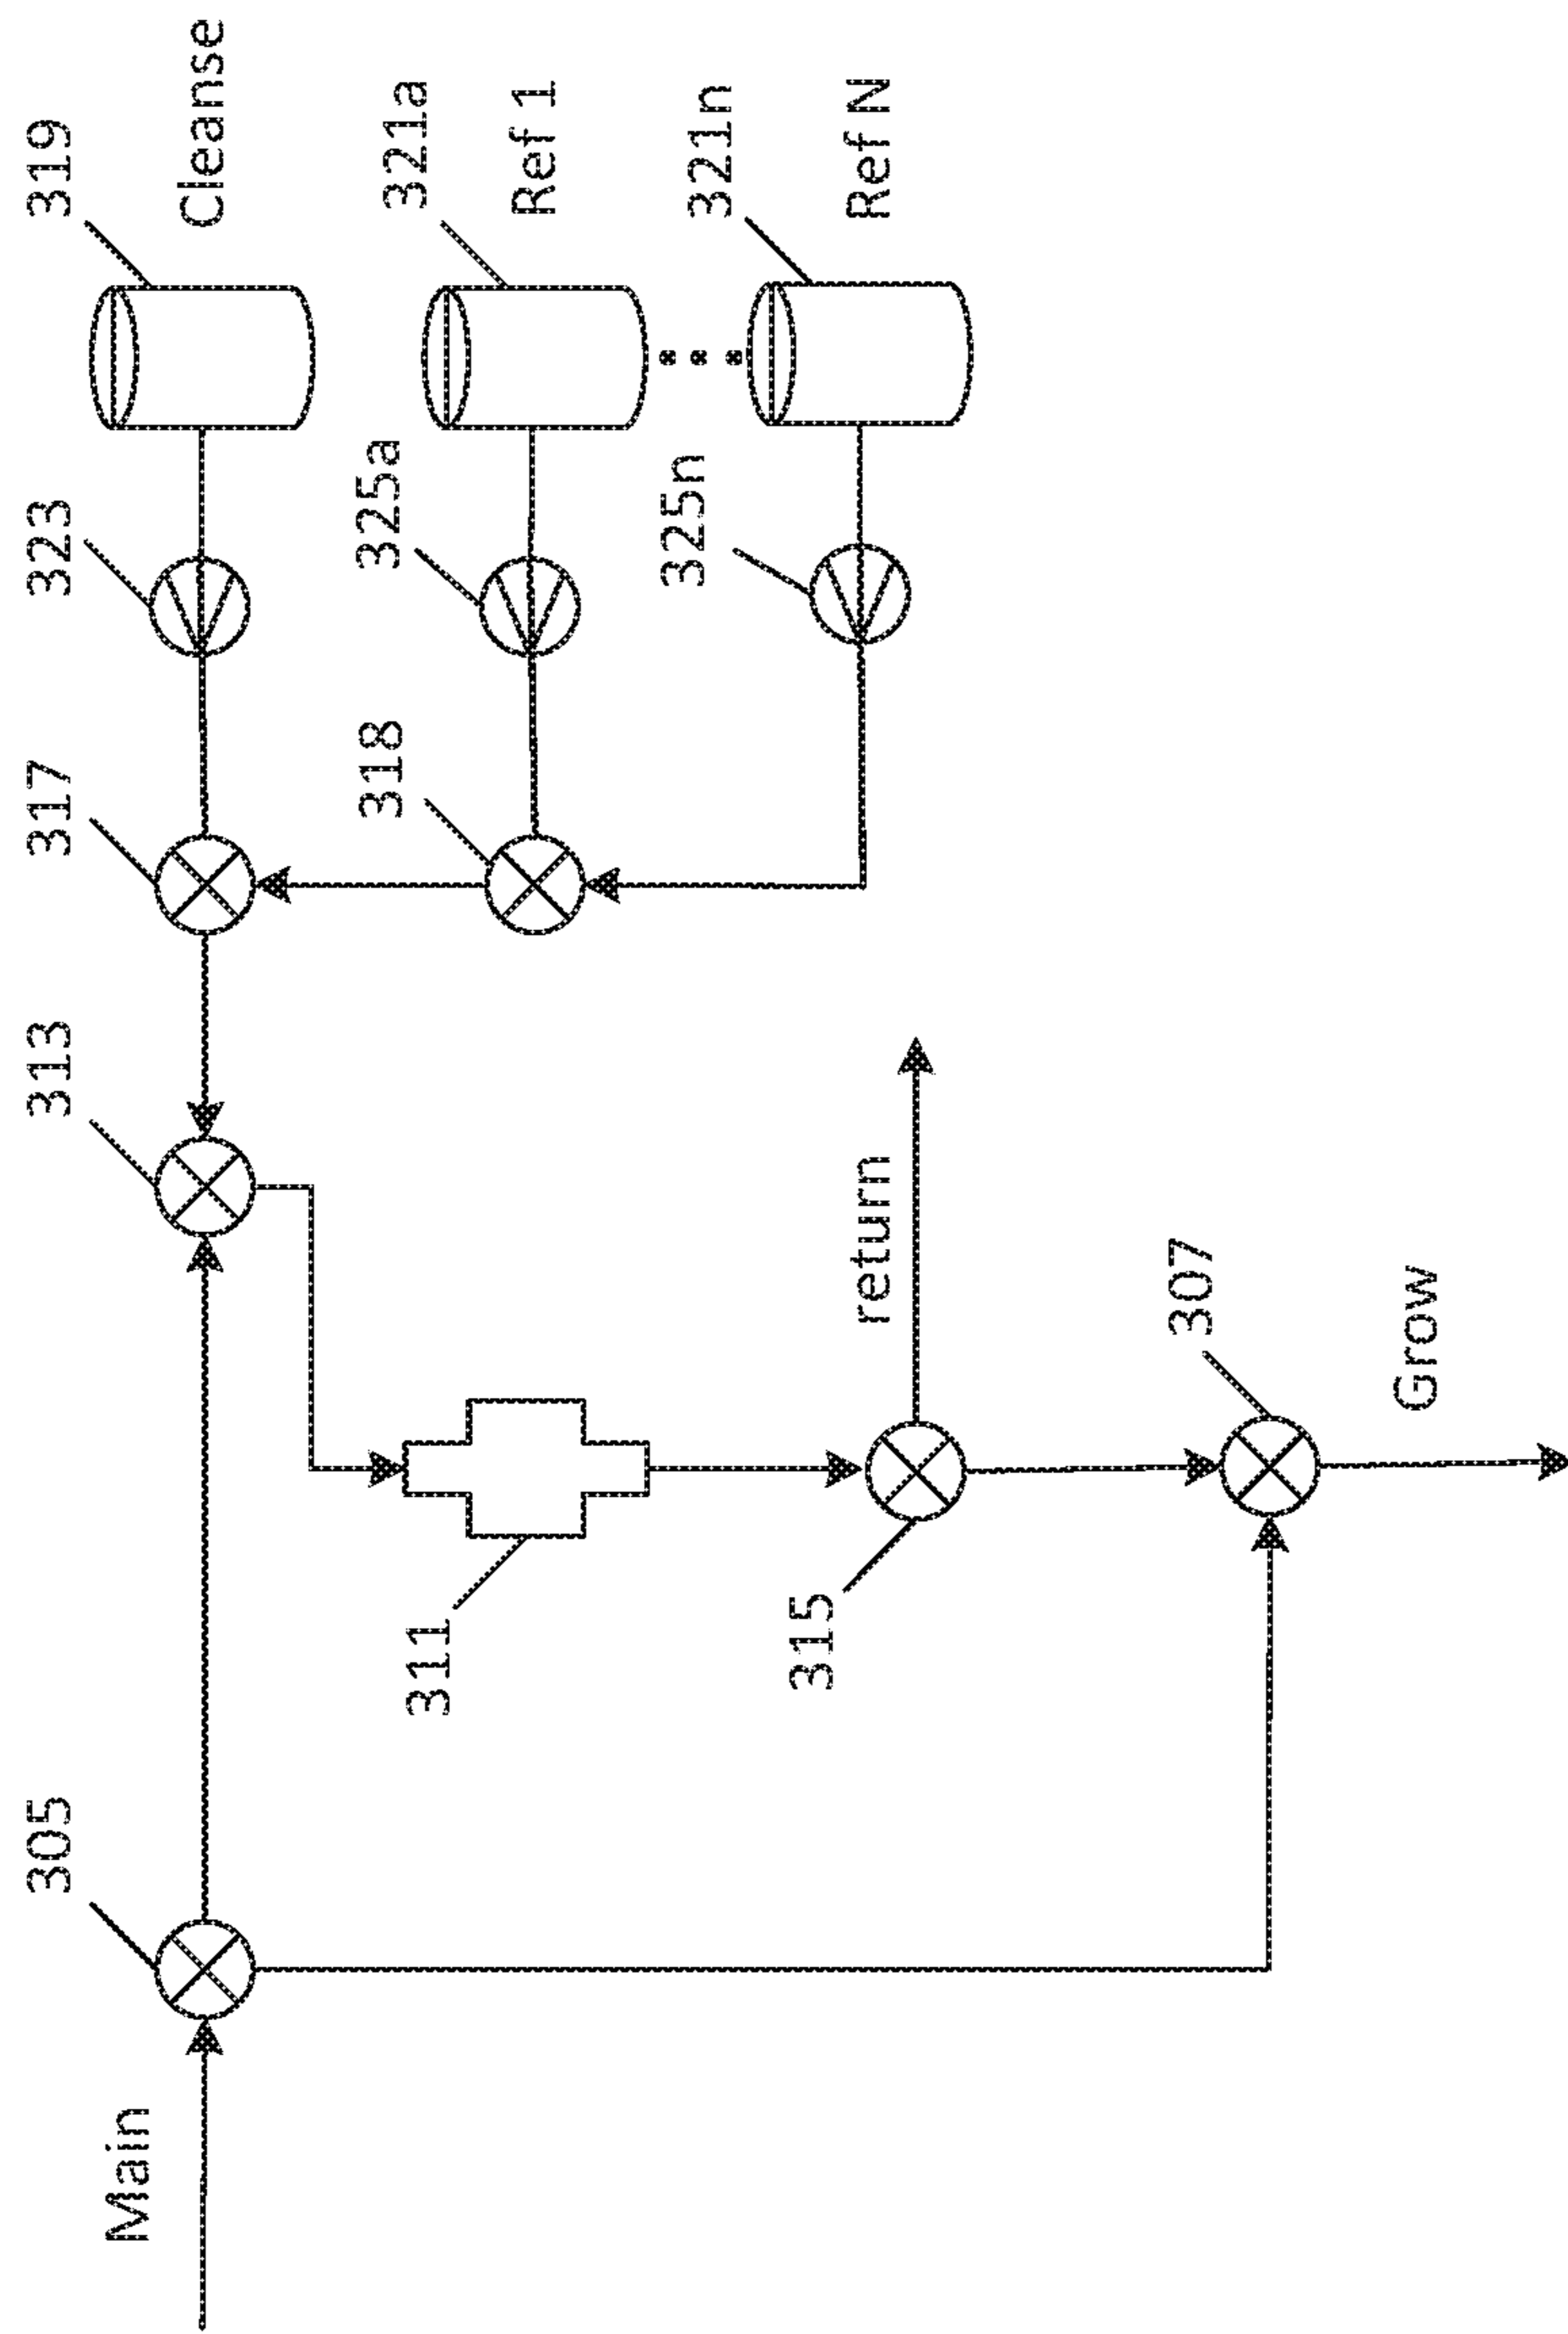 Main
305
313
317
323
319
Cleanse
318
325a
321a
Ref 1
325n
321n
Ref N
311
315
return
307
Grow